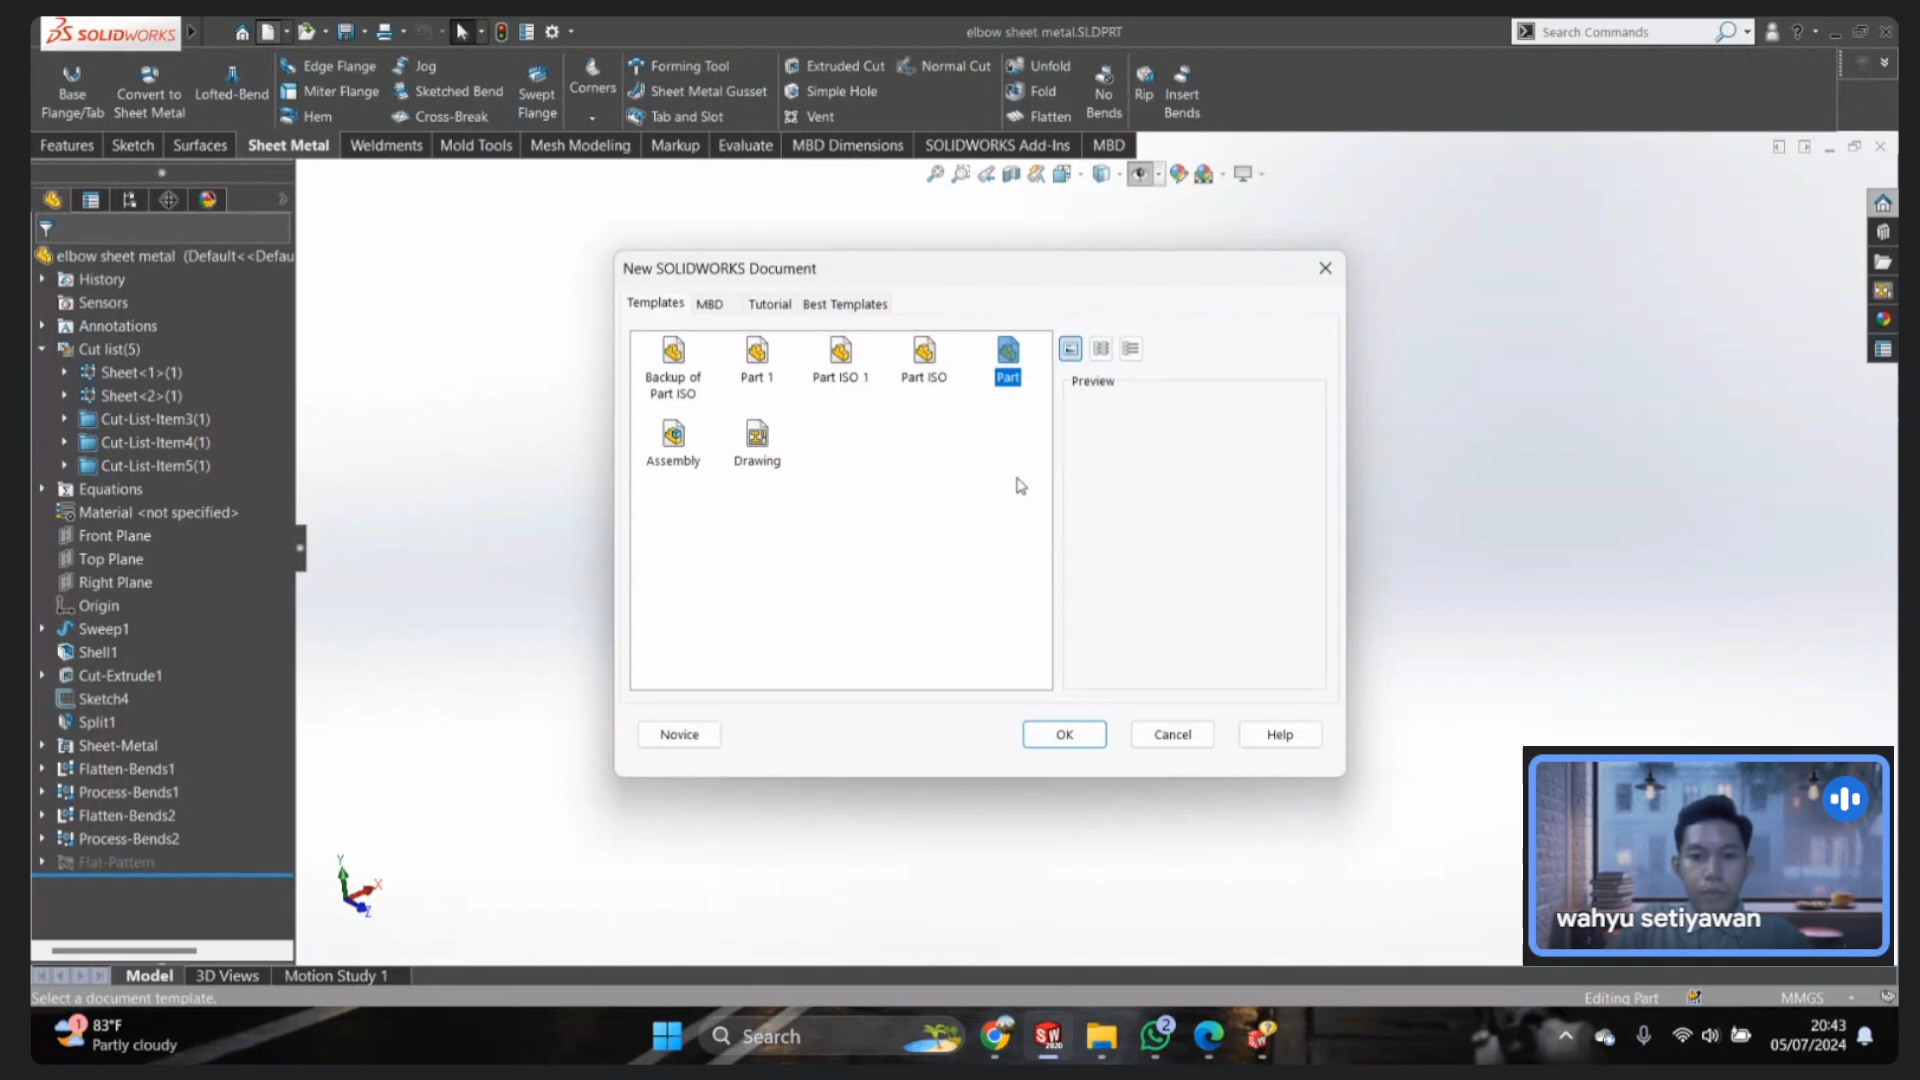 SOLIDWORKS
elbow sheet metal.SLDPRT
Search Commands
Base Flange/Tab
Convert to Sheet Metal
Lofted-Bend
Edge Flange
Miter Flange
Hem
Jog
Sketched Bend
Cross-Break
Swept Flange
Corners
Forming Tool
Sheet Metal Gusset
Tab and Slot
Extruded Cut
Simple Hole
Vent
Normal Cut
Unfold
Fold
Flatten
No Bends
Rip
Insert Bends
Features
Sketch
Surfaces
Sheet Metal
Weldments
Mold Tools
Mesh Modeling
Markup
Evaluate
MBD Dimensions
SOLIDWORKS Add-Ins
MBD
elbow sheet metal (Default<<Defau
History
Sensors
Annotations
Cut list(5)
Sheet<1>(1)
Sheet<2>(1)
Cut-List-Item3(1)
Cut-List-Item4(1)
Cut-List-Item5(1)
Equations
Material <not specified>
Front Plane
Top Plane
Right Plane
Origin
Sweep1
Shell1
Cut-Extrude1
Sketch4
Split1
Sheet-Metal
Flatten-Bends1
Process-Bends1
Flatten-Bends2
Process-Bends2
Flat-Pattern
New SOLIDWORKS Document
Templates
MBD
Tutorial
Best Templates
Backup of Part ISO
Part 1
Part ISO 1
Part ISO
Part
Assembly
Drawing
Preview
Novice
OK
Cancel
Help
Y
X
Z
wahyu setiyawan
Model
3D Views
Motion Study 1
Select a document template.
Editing Part
MMGS
1
83°F
Partly cloudy
Search
SW 2020
2
20:43
05/07/2024